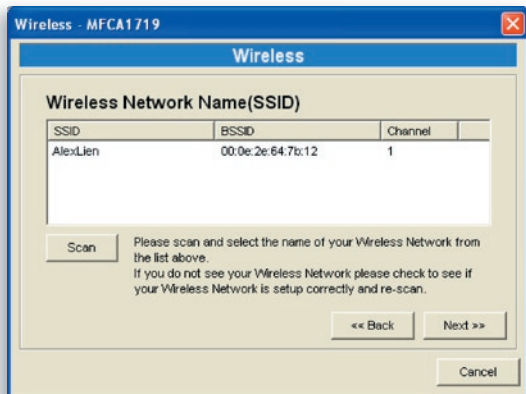 Wireless - MFCA1719
Wireless
Wireless Network Name(SSID)
SSID BSSID Channel
AlexLien 00:0e:2e:64:7b:12 1
Scan
Please scan and select the name of your Wireless Network from
the list above.
If you do not see your Wireless Network please check to see if
your Wireless Network is setup correctly and re-scan.
<< Back Next >>
Cancel